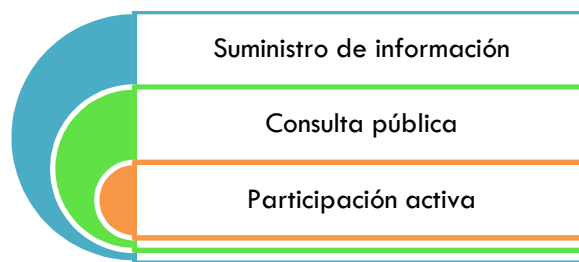 Suministro de información
Consulta pública
Participación activa